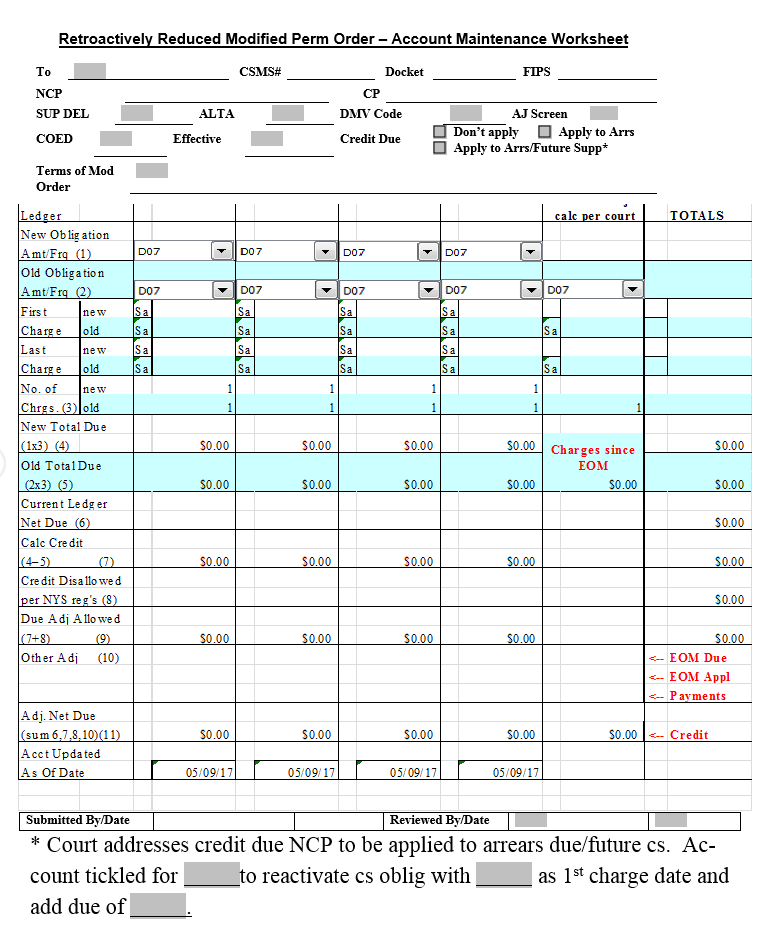 Retroactively Reduced Modified Perm Order – Account Maintenance Worksheet
To CSMS# Docket FIPS
NCP CP
SUP DEL ALTA DMV Code AJ Screen
COED Effective Credit Due Don't apply Apply to Arrs
Apply to Arrs/Future Supp*
Terms of Mod
Order
Ledger calc per court TOTALS
New Obligation
Amt/Frq (1) D07 D07 D07 D07
Old Obligation
Amt/Frq (2) D07 D07 D07 D07 D07
First new Sa Sa Sa Sa
Charge old Sa Sa Sa Sa Sa
Last new Sa Sa Sa Sa
Charge old Sa Sa Sa Sa Sa
No. of new 1 1 1 1
Chrgs. (3) old 1 1 1 1 1
New Total Due
(1x3) (4) $0.00 $0.00 $0.00 $0.00 Charges since $0.00
Old Total Due EOM
(2x3) (5) $0.00 $0.00 $0.00 $0.00 $0.00 $0.00
Current Ledger
Net Due (6) $0.00
Calc Credit
(4–5) (7) $0.00 $0.00 $0.00 $0.00 $0.00
Credit Disallowed
per NYS reg's (8) $0.00
Due Adj Allowed
(7+8) (9) $0.00 $0.00 $0.00 $0.00 $0.00
Other Adj (10) <-- EOM Due
<-- EOM Appl
<-- Payments
Adj. Net Due
(sum 6,7,8,10)(11) $0.00 $0.00 $0.00 $0.00 $0.00 <-- Credit
Acct Updated
As Of Date 05/09/17 05/09/17 05/09/17 05/09/17
Submitted By/Date Reviewed By/Date
* Court addresses credit due NCP to be applied to arrears due/future cs. Ac-
count tickled for to reactivate cs oblig with as 1st charge date and
add due of .